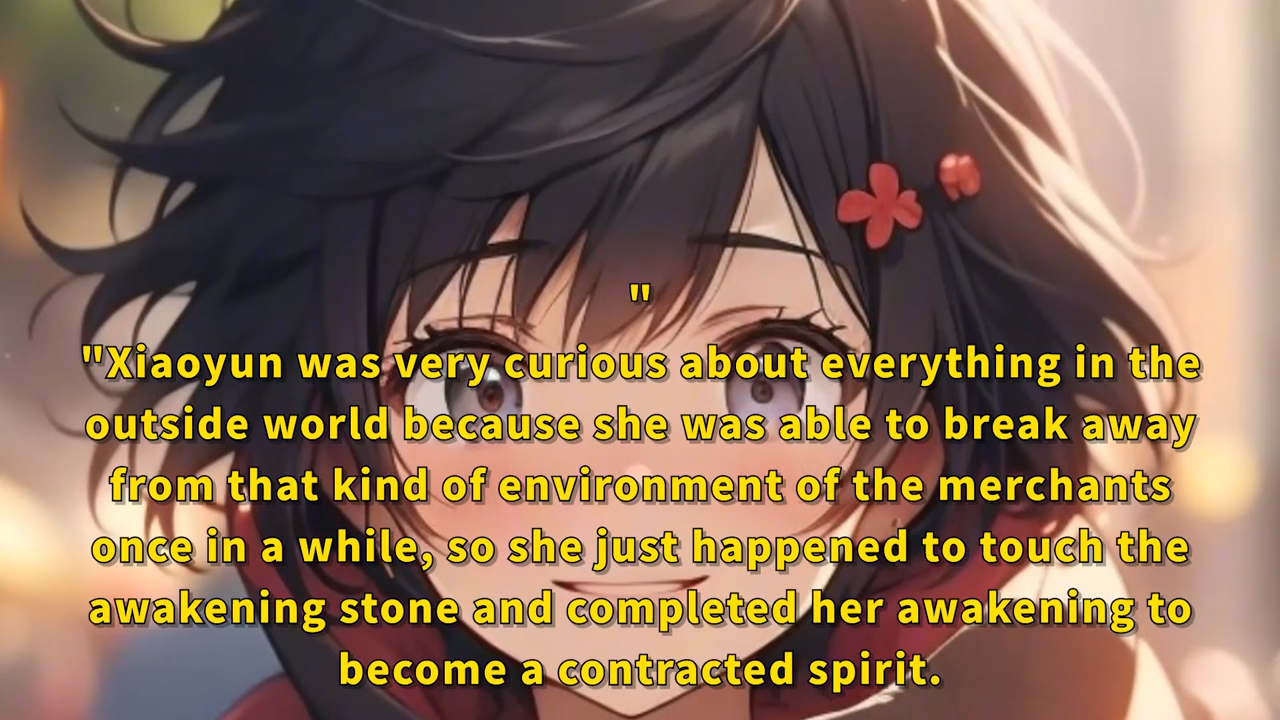 "
"Xiaoyun was very curious about everything in the
outside world because she was able to break away
from that kind of environment of the merchants
once in a while, so she just happened to touch the
awakening stone and completed her awakening to
become a contracted spirit.